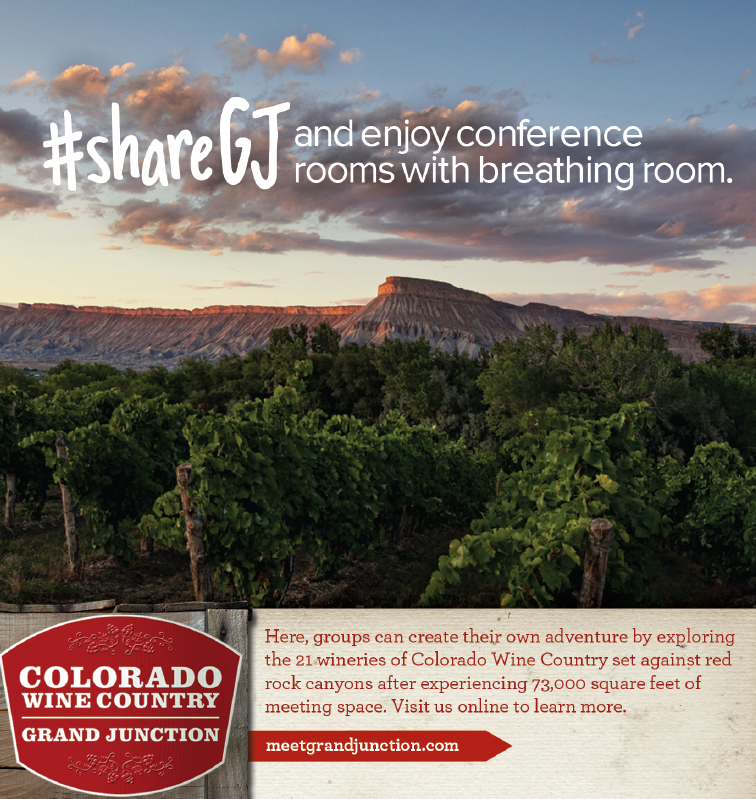 #shareGJ and enjoy conference
rooms with breathing room.
Here, groups can create their own adventure by exploring
the 21 wineries of Colorado Wine Country set against red
rock canyons after experiencing 73,000 square feet of
meeting space. Visit us online to learn more.
COLORADO
WINE COUNTRY
GRAND JUNCTION
meetgrandjunction.com